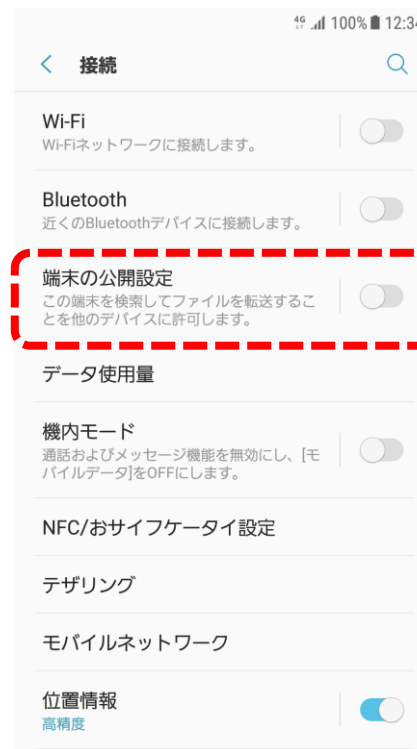 4G 100% 12:34
接続
Wi-Fi
Wi-Fiネットワークに接続します。
Bluetooth
近くのBluetoothデバイスに接続します。
端末の公開設定
この端末を検索してファイルを転送するこ
とを他のデバイスに許可します。
データ使用量
機内モード
通話およびメッセージ機能を無効にし、[モ
バイルデータ]をOFFにします。
NFC/おサイフケータイ設定
テザリング
モバイルネットワーク
位置情報
高精度